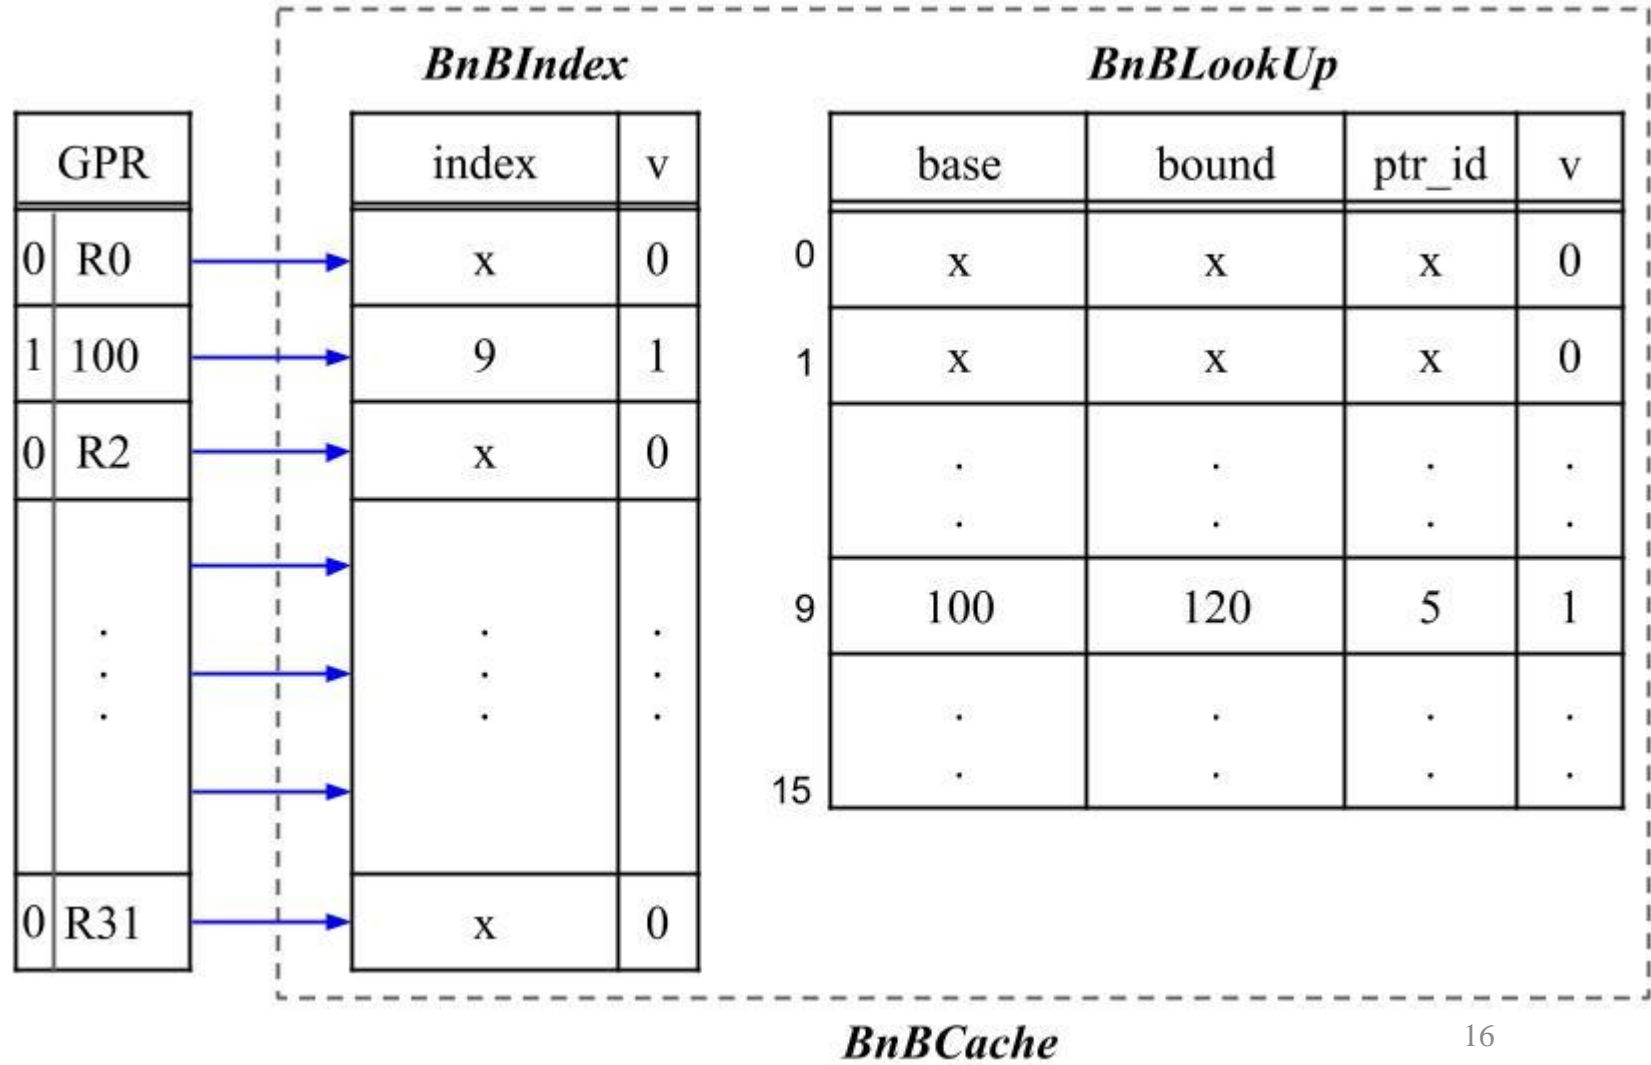 BnBIndex BnBLookUp
GPR index v base bound ptr_id v
0 R0 x 0 0 x x x 0
1 100 9 1 1 x x x 0
0 R2 x 0 . . . .
. . . .
9 100 120 5 1
. . . . . . . .
. . . .
. . . . 15 . . . .
0 R31 x 0
BnBCache 16